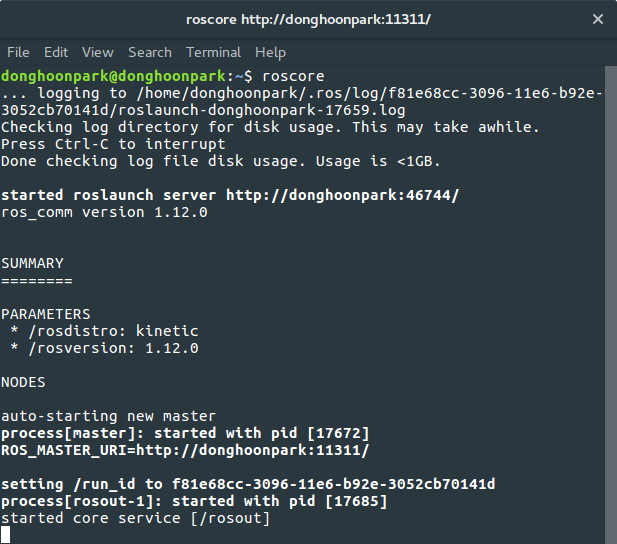 roscore http://donghoonpark:11311/
File Edit View Search Terminal Help
donghoonpark@donghoonpark:~$ roscore
... logging to /home/donghoonpark/.ros/log/f81e68cc-3096-11e6-b92e-
3052cb70141d/roslaunch-donghoonpark-17659.log
Checking log directory for disk usage. This may take awhile.
Press Ctrl-C to interrupt
Done checking log file disk usage. Usage is <1GB.
started roslaunch server http://donghoonpark:46744/
ros_comm version 1.12.0
SUMMARY
========
PARAMETERS
* /rosdistro: kinetic
* /rosversion: 1.12.0
NODES
auto-starting new master
process[master]: started with pid [17672]
ROS_MASTER_URI=http://donghoonpark:11311/
setting /run_id to f81e68cc-3096-11e6-b92e-3052cb70141d
process[rosout-1]: started with pid [17685]
started core service [/rosout]